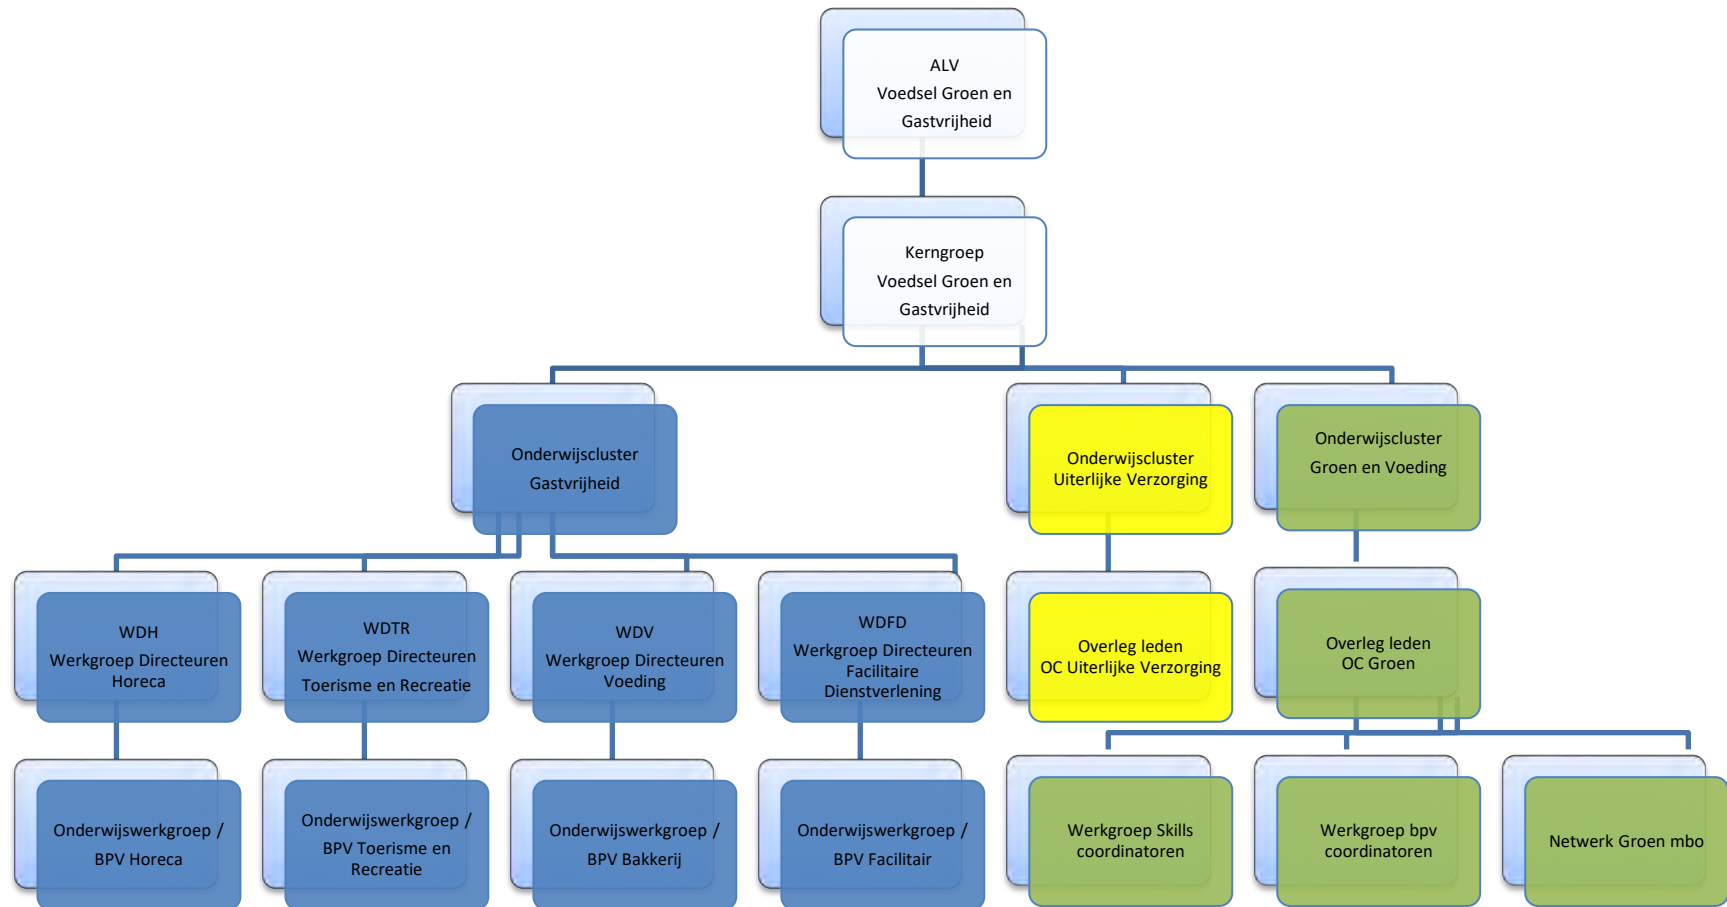 ALV
Voedsel Groen en
Gastvrijheid
Kerngroep
Voedsel Groen en
Gastvrijheid
Onderwijscluster
Gastvrijheid
Onderwijscluster
Uiterlijke Verzorging
Onderwijscluster
Groen en Voeding
WDH
Werkgroep Directeuren
Horeca
WDTR
Werkgroep Directeuren
Toerisme en Recreatie
WDV
Werkgroep Directeuren
Voeding
WDFD
Werkgroep Directeuren
Facilitaire
Dienstverlening
Overleg leden
OC Uiterlijke Verzorging
Overleg leden
OC Groen
Onderwijswerkgroep /
BPV Horeca
Onderwijswerkgroep /
BPV Toerisme en
Recreatie
Onderwijswerkgroep /
BPV Bakkerij
Onderwijswerkgroep /
BPV Facilitair
Werkgroep Skills
coordinatoren
Werkgroep bpv
coordinatoren
Netwerk Groen mbo